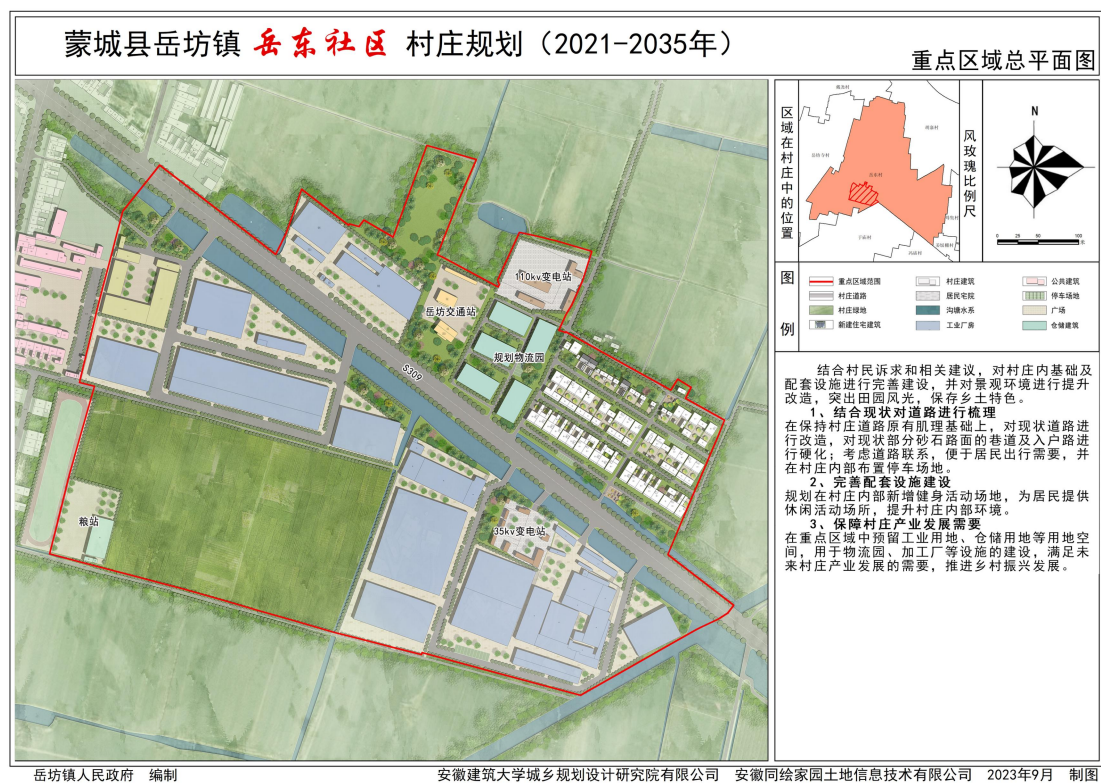 蒙城县岳坊镇 岳东社区 村庄规划（2021-2035年）
重点区域总平面图
110kv变电站
岳坊交通站
规划物流园
S309
35kv变电站
粮站
区域在村庄中的位置
岳东村
风玫瑰比例尺
N
0 25 50 100
米
图例
重点区域范围
村庄建筑
公共建筑
村庄道路
居民宅院
停车场地
村庄绿地
沟塘水系
广场
新建住宅建筑
工业厂房
仓储建筑
结合村民诉求和相关建议，对村庄内基础及
配套设施进行完善建设，并对景观环境进行提升
改造，突出田园风光，保存乡土特色。
1、结合现状对道路进行梳理
在保持村庄道路原有肌理基础上，对现状道路进
行改造，对现状部分砂石路面的巷道及入户路进
行硬化；考虑道路联系，便于居民出行需要，并
在村庄内部布置停车场地。
2、完善配套设施建设
规划在村庄内部新增健身活动场地，为居民提供
休闲活动场所，提升村庄内部环境。
3、保障村庄产业发展需要
在重点区域中预留工业用地、仓储用地等用地空
间，用于物流园、加工厂等设施的建设，满足未
来村庄产业发展的需要，推进乡村振兴发展。
岳坊镇人民政府 编制
安徽建筑大学城乡规划设计研究院有限公司 安徽同绘家园土地信息技术有限公司 2023年9月 制图